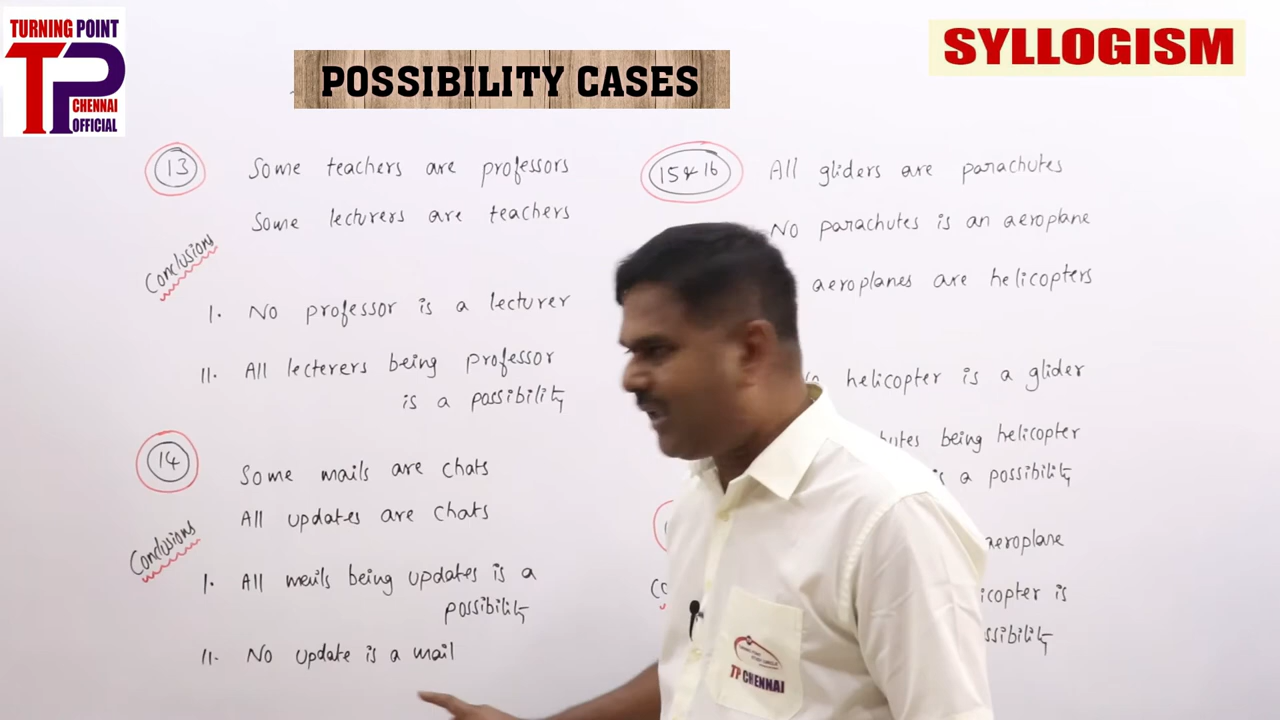 TURNING POINT
TP
CHENNAI
OFFICIAL
POSSIBILITY CASES
SYLLOGISM
13
Some teachers are professors
Some lecturers are teachers
Conclusions
I. No professor is a lecturer
II. All lecterers being professor
is a possibility
14
Some mails are chats
All updates are chats
Conclusions
I. All mails being updates is a
possibility
II. No update is a mail
15 & 16
All gliders are parachutes
No parachutes is an aeroplane
aeroplanes are helicopters
helicopter is a glider
being helicopter
a possibility
aeroplane
is
TP CHENNAI